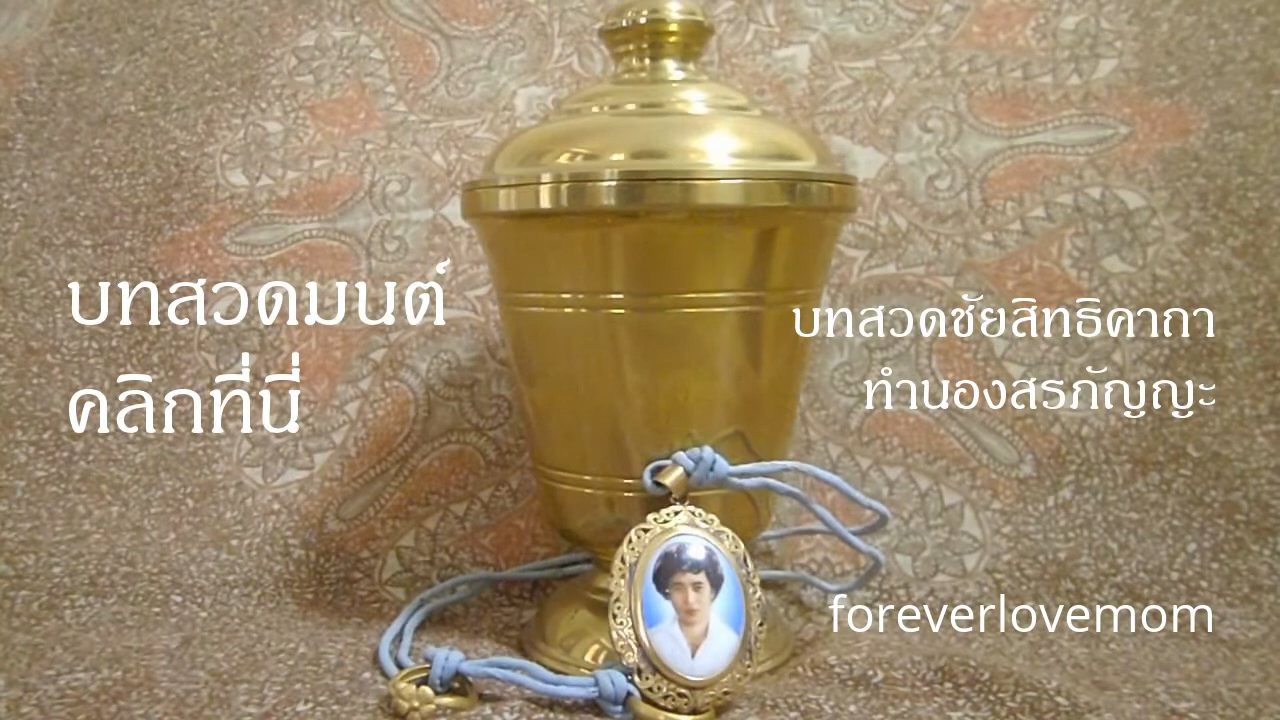 บทสวดมนต์
คลิกที่นี่
บทสวดชัยสิทธิคาถา
ทำนองสรภัญญะ
foreverlovemom